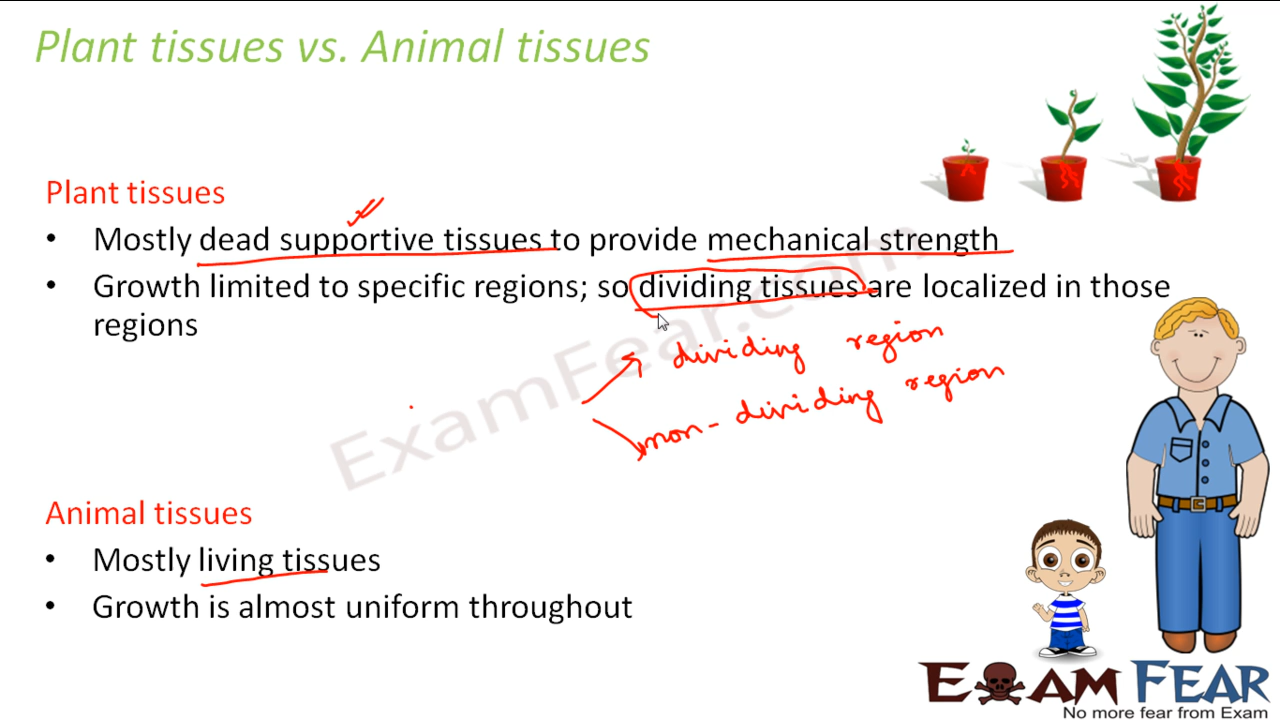 Plant tissues vs. Animal tissues
Plant tissues
• Mostly dead supportive tissues to provide mechanical strength
• Growth limited to specific regions; so dividing tissues are localized in those
regions
dividing region
non-dividing region
ExamFear.com
Animal tissues
• Mostly living tissues
• Growth is almost uniform throughout
EXAM FEAR
No more fear from Exam